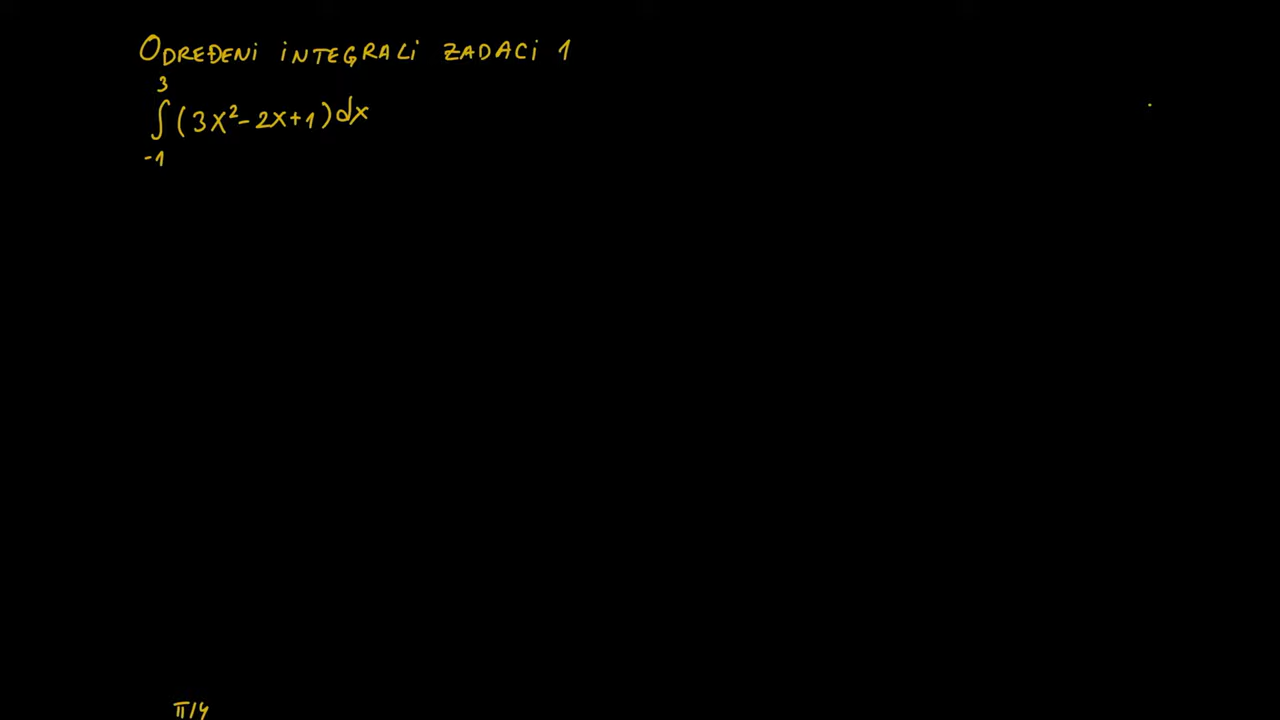 ODREĐENI INTEGRALI ZADACI 1
3
∫(3x²-2x+1)dx
-1
π/4